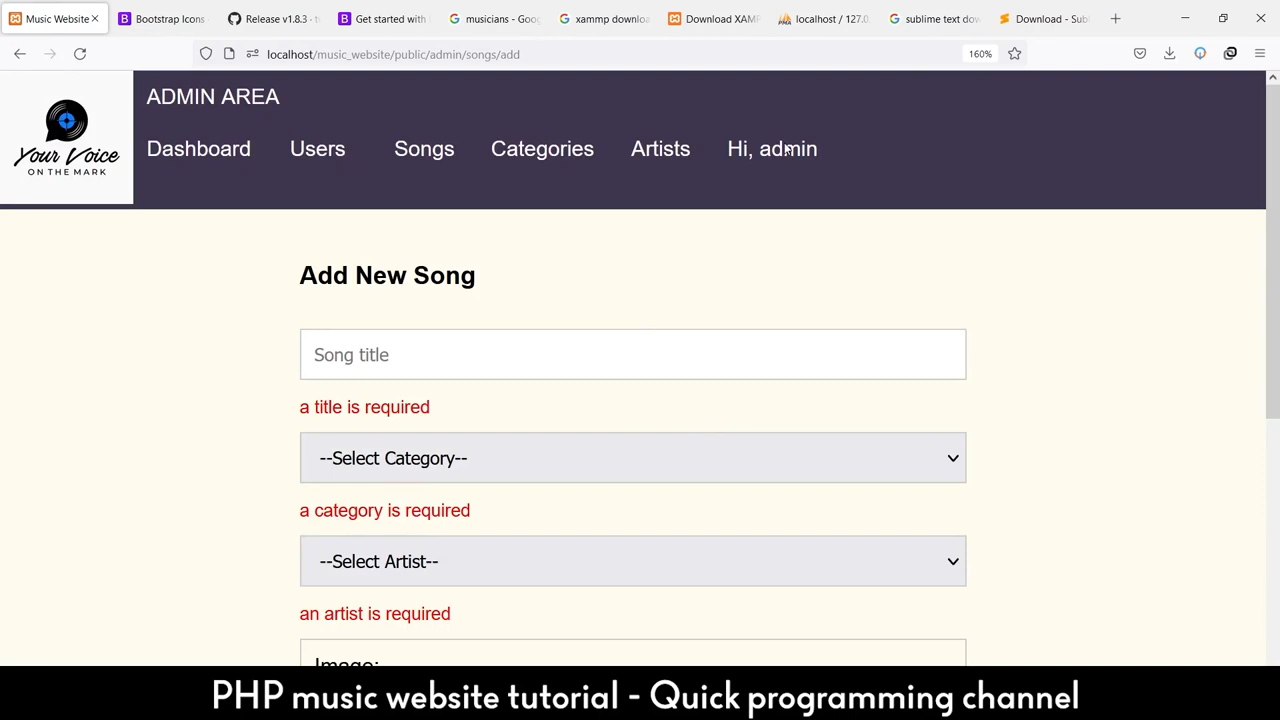 Music Website
Bootstrap Icons
Release v1.8.3 · t
Get started with
musicians - Goo
xammp downlo
Download XAM
localhost / 127.0
sublime text dow
Download - Sub
localhost/music_website/public/admin/songs/add
160%
Your Voice
ON THE MARK
ADMIN AREA
Dashboard Users Songs Categories Artists Hi, admin
Add New Song
Song title
a title is required
--Select Category--
a category is required
--Select Artist--
an artist is required
Image:
PHP music website tutorial - Quick programming channel